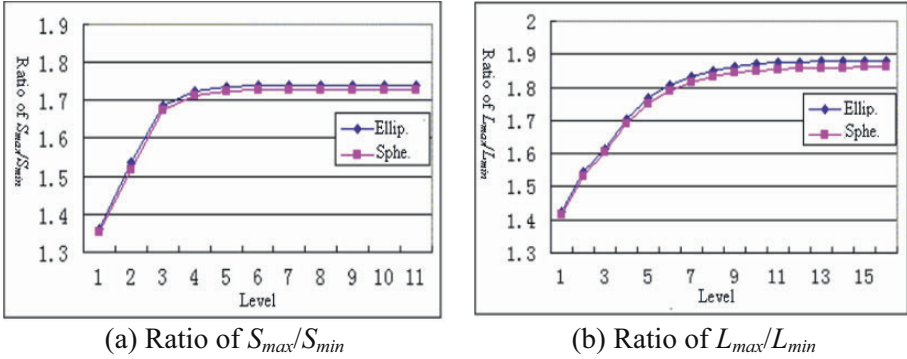 1.9
1.8
1.7
1.6
1.5
1.4
1.3
Ratio of Smax/Smin
Ellip.
Sphe.
1 2 3 4 5 6 7 8 9 10 11
Level
(a) Ratio of Smax/Smin
2
1.9
1.8
1.7
1.6
1.5
1.4
1.3
Ratio of Lmax/Lmin
Ellip.
Sphe.
1 3 5 7 9 11 13 15
Level
(b) Ratio of Lmax/Lmin